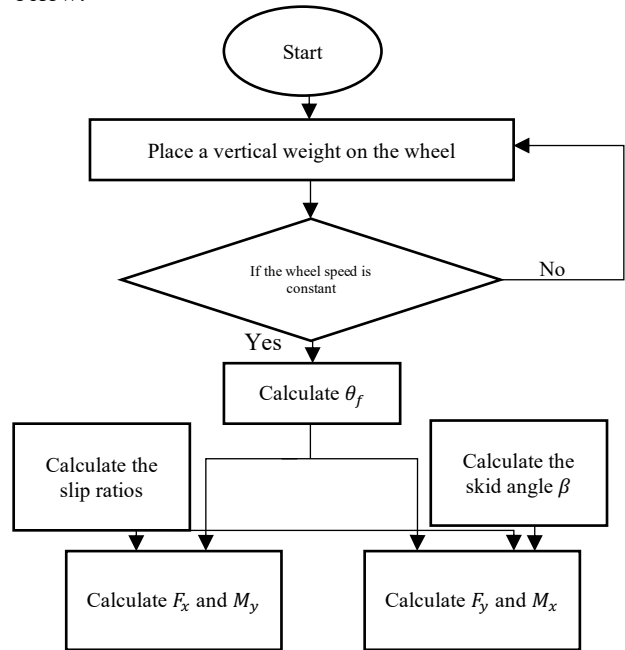 Start
Place a vertical weight on the wheel
If the wheel speed is
constant
No
Yes
Calculate θ_f
Calculate the
slip ratios
Calculate the
skid angle β
Calculate F_x and M_y
Calculate F_y and M_x